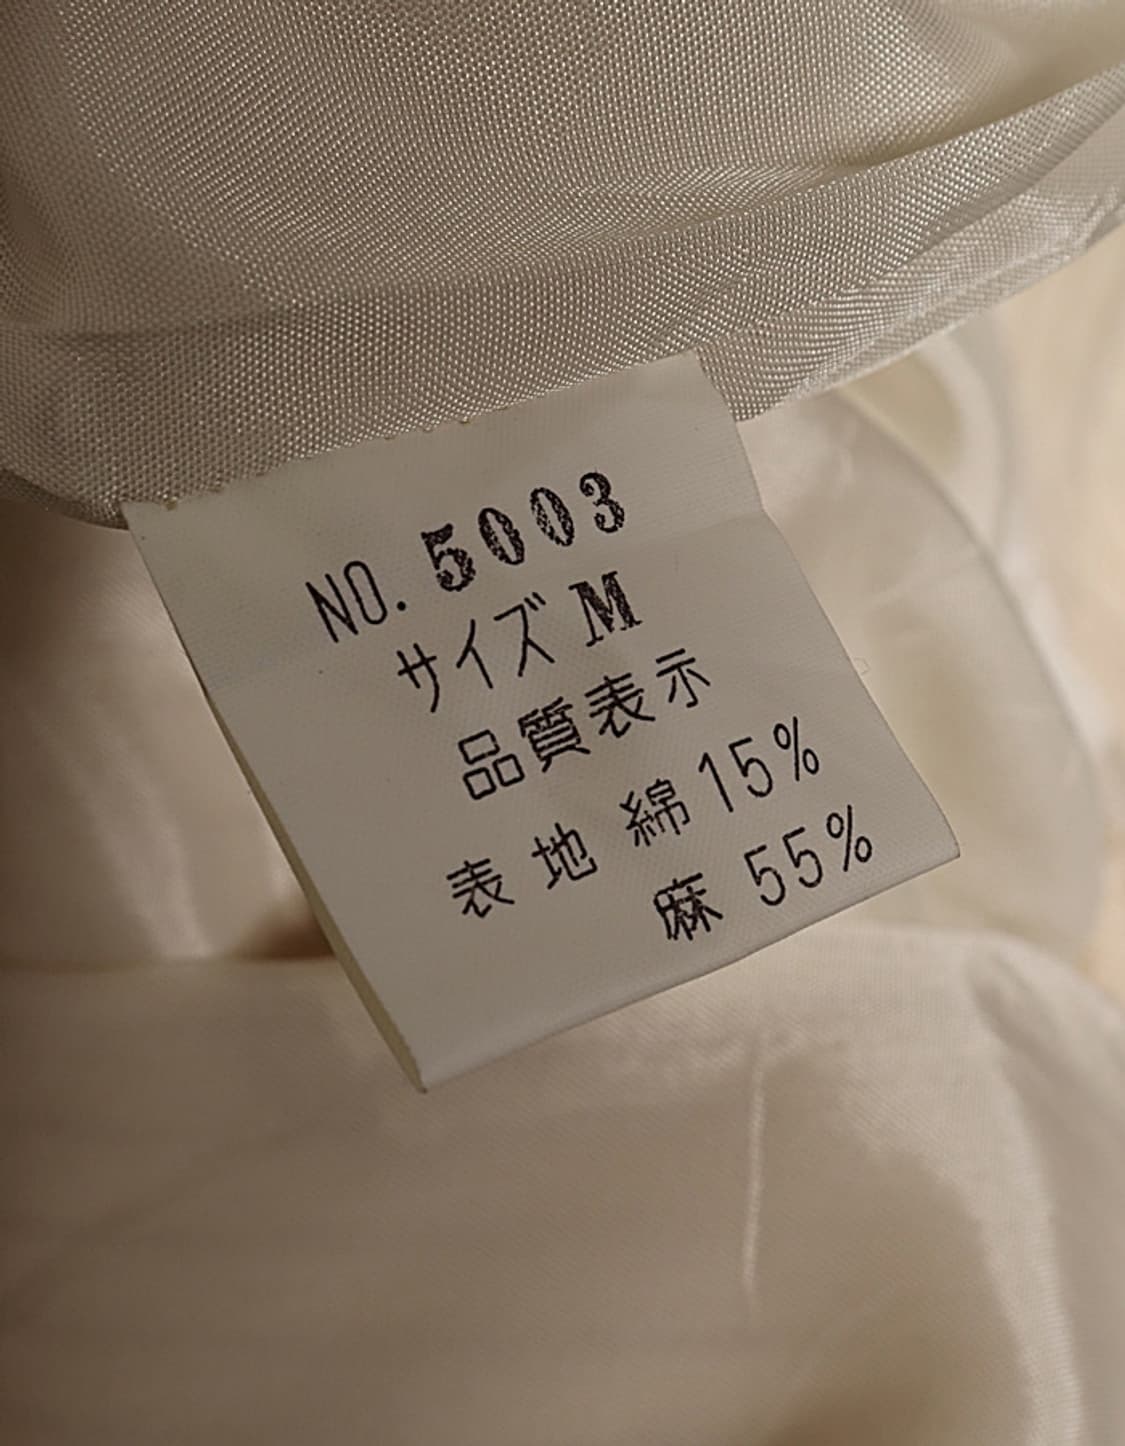 NO. 5003
サイズ M
品質表示
表地 綿 15%
麻 55%